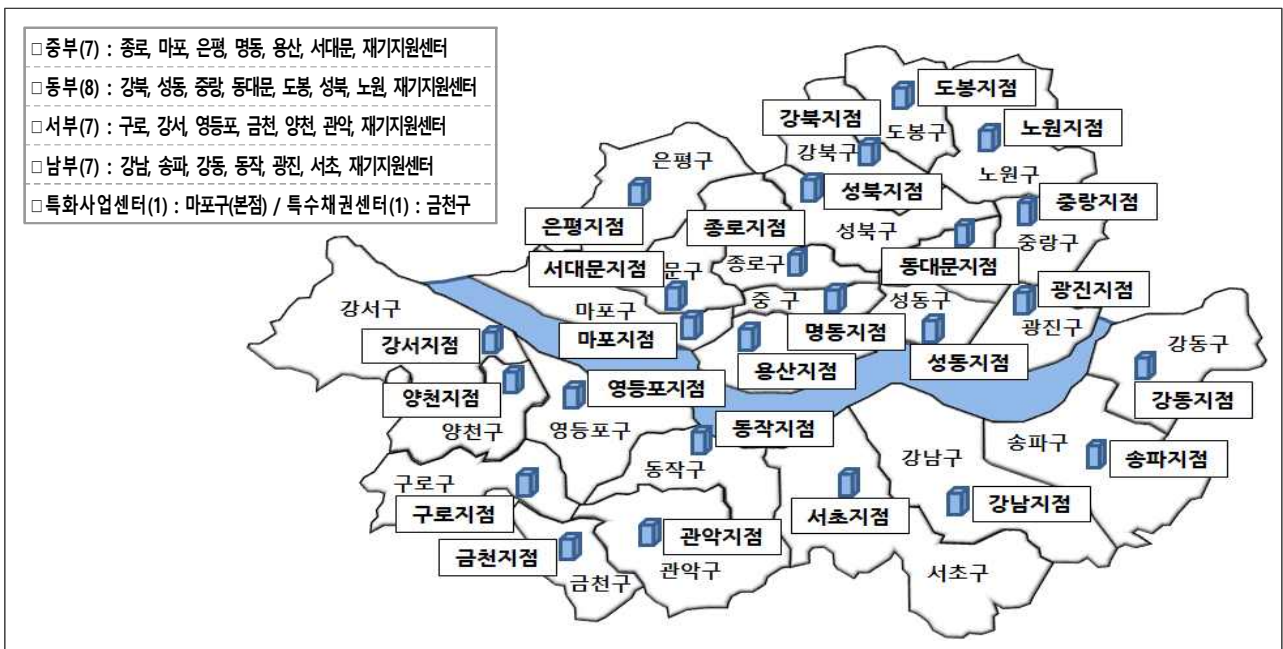 □중부(7) : 종로, 마포, 은평, 명동, 용산, 서대문, 재기지원센터
□동부(8) : 강북, 성동, 중랑, 동대문, 도봉, 성북, 노원, 재기지원센터
□서부(7) : 구로, 강서, 영등포, 금천, 양천, 관악, 재기지원센터
□남부(7) : 강남, 송파, 강동, 동작, 광진, 서초, 재기지원센터
□특화사업센터(1) : 마포구(본점) / 특수채권센터(1) : 금천구
도봉지점
강북지점
도봉구
노원지점
은평구
강북구
노원구
성북지점
중랑지점
은평지점
종로지점
성북구
중랑구
서대문지점
문구
종로구
동대문지점
강서구
마포구
중 구
성동구
광진지점
강서지점
마포지점
명동지점
광진구
강동구
용산지점
성동지점
양천지점
영등포지점
강동지점
양천구
영등포구
동작지점
송파구
구로구
동작구
강남구
송파지점
구로지점
서초지점
강남지점
금천지점
관악지점
금천구
관악구
서초구